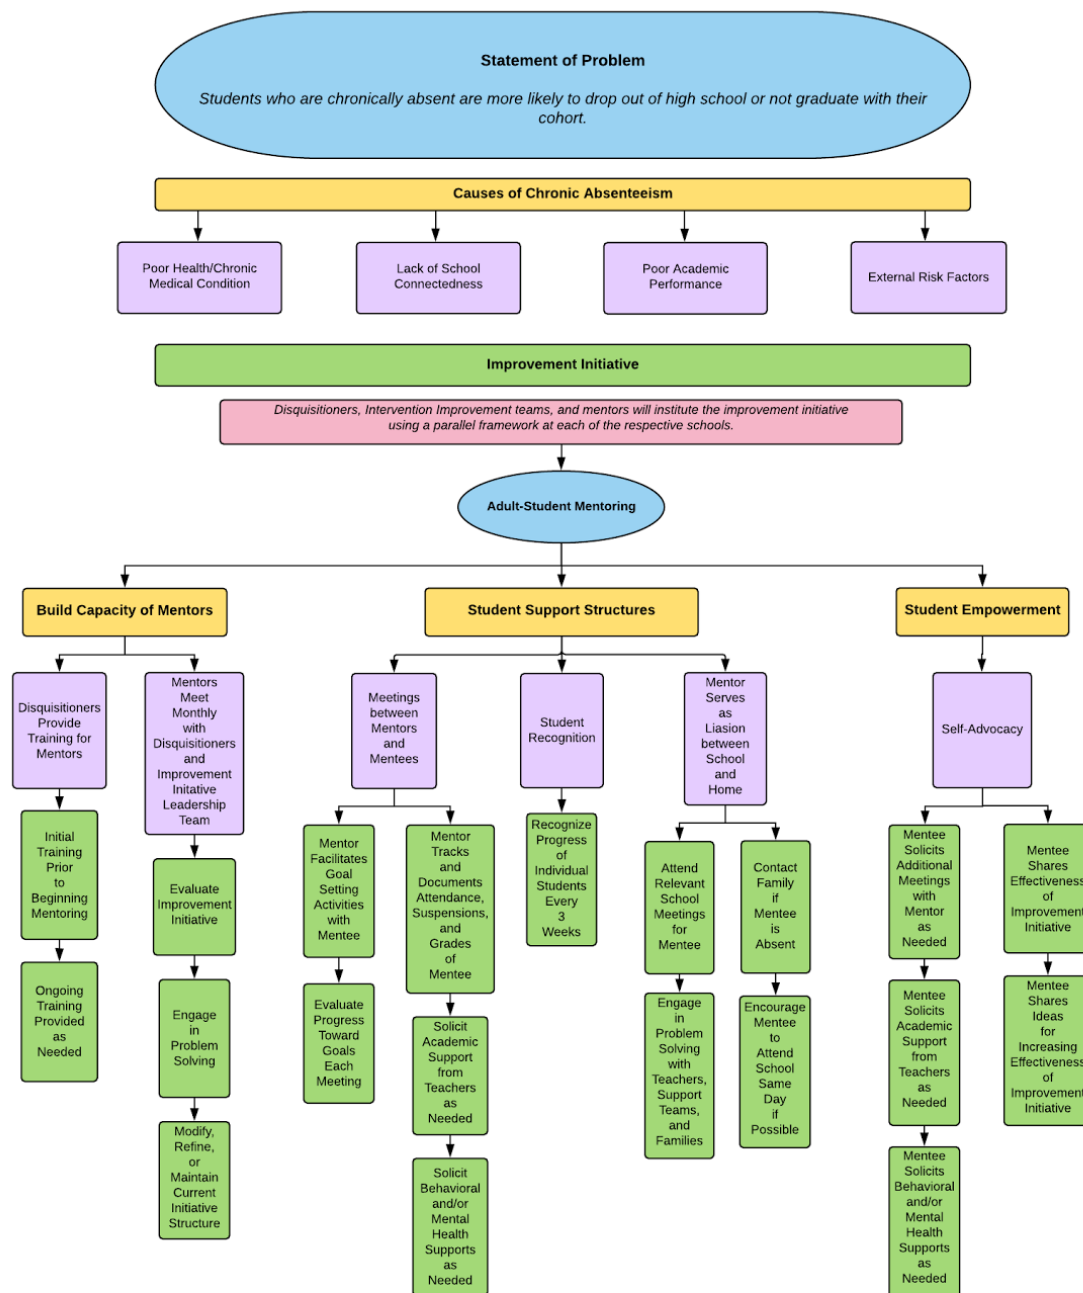 Statement of Problem
Students who are chronically absent are more likely to drop out of high school or not graduate with their
cohort.
Causes of Chronic Absenteeism
Poor Health/Chronic
Medical Condition
Lack of School
Connectedness
Poor Academic
Performance
External Risk Factors
Improvement Initiative
Disquisitioners, Intervention Improvement teams, and mentors will institute the improvement initiative
using a parallel framework at each of the respective schools.
Adult-Student Mentoring
Build Capacity of Mentors
Student Support Structures
Student Empowerment
Disquisitioners
Provide
Training for
Mentors
Mentors
Meet
Monthly
with
Disquisitioners
and
Improvement
Initative
Leadership
Team
Meetings
between
Mentors
and
Mentees
Student
Recognition
Mentor
Serves
as
Liasion
between
School
and
Home
Self-Advocacy
Initial
Training
Prior
to
Beginning
Mentoring
Ongoing
Training
Provided
as
Needed
Evaluate
Improvement
Initiative
Engage
in
Problem
Solving
Modify,
Refine,
or
Maintain
Current
Initiative
Structure
Mentor
Facilitates
Goal
Setting
Activities
with
Mentee
Evaluate
Progress
Toward
Goals
Each
Meeting
Mentor
Tracks
and
Documents
Attendance,
Suspensions,
and
Grades
of
Mentee
Solicit
Academic
Support
from
Teachers
as
Needed
Solicit
Behavioral
and/or
Mental
Health
Supports
as
Needed
Recognize
Progress
of
Individual
Students
Every
3
Weeks
Attend
Relevant
School
Meetings
for
Mentee
Engage
in
Problem
Solving
with
Teachers,
Support
Teams,
and
Families
Contact
Family
if
Mentee
is
Absent
Encourage
Mentee
to
Attend
School
Same
Day
if
Possible
Mentee
Solicits
Additional
Meetings
with
Mentor
as
Needed
Mentee
Solicits
Academic
Support
from
Teachers
as
Needed
Mentee
Solicits
Behavioral
and/or
Mental
Health
Supports
as
Needed
Mentee
Shares
Effectiveness
of
Improvement
Initiative
Mentee
Shares
Ideas
for
Increasing
Effectiveness
of
Improvement
Initiative